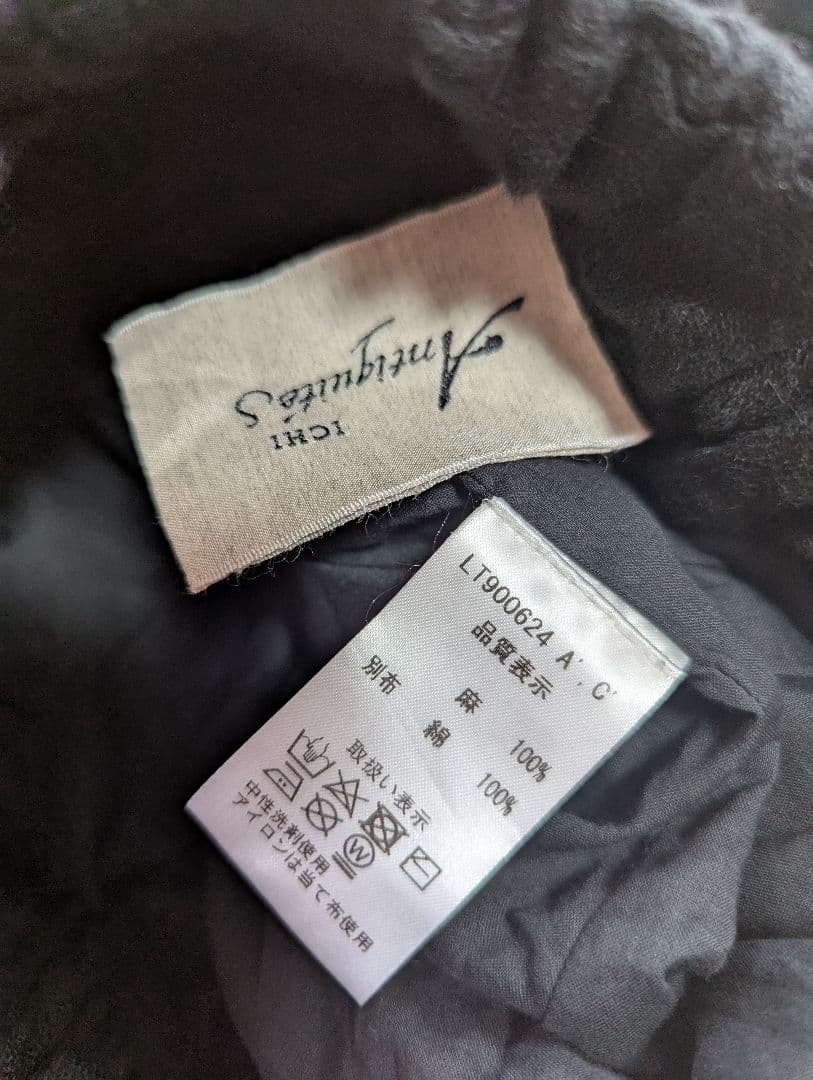 ICHI
Antiquités
LT900624 A', C'
品質表示
麻 100%
別布 綿 100%
取扱い表示
W
中性洗剤使用
アイロンは当て布使用